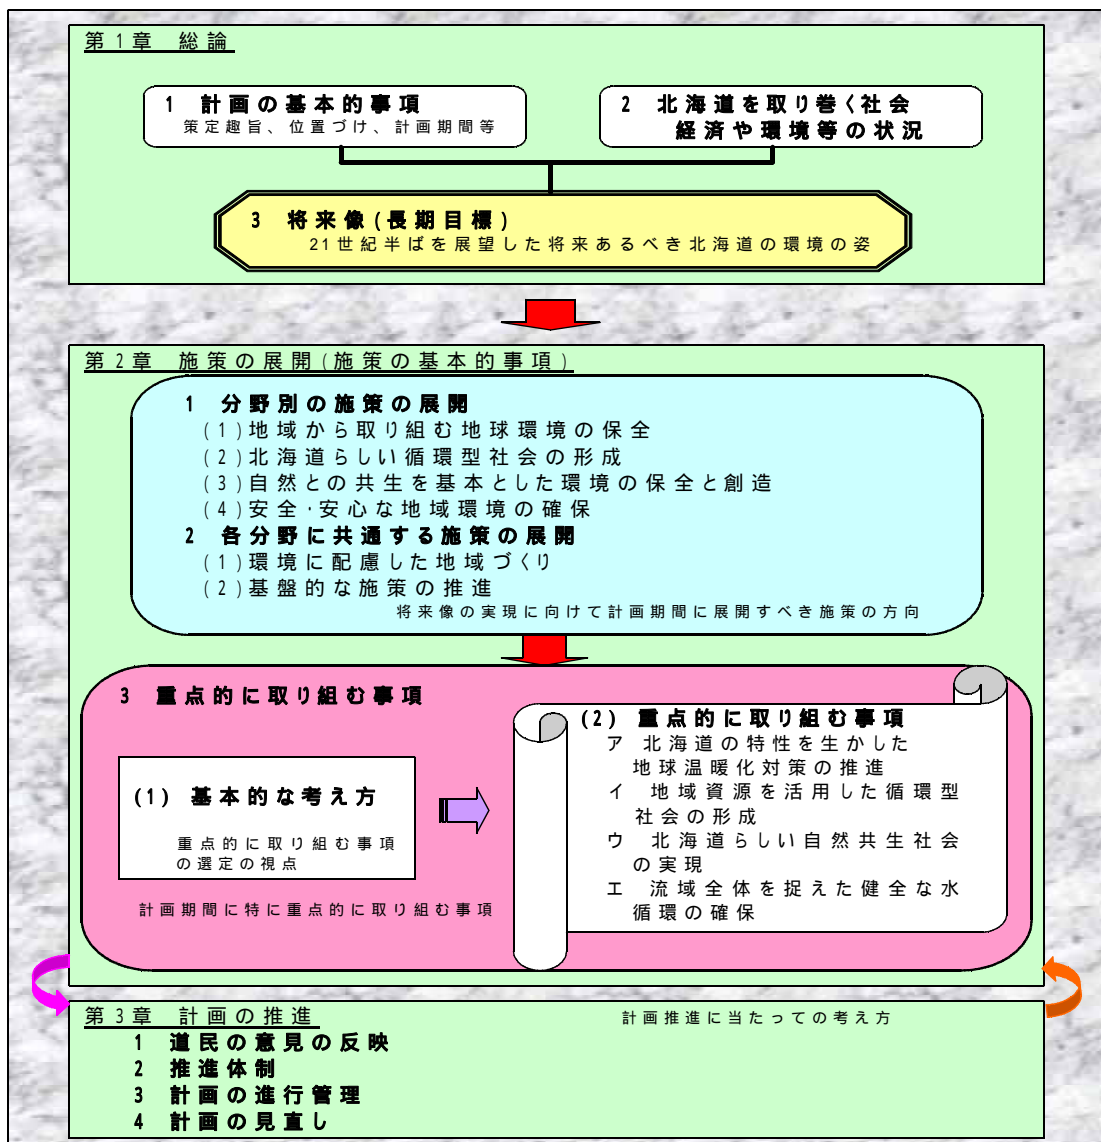 第1章 総論
1 計画の基本的事項
策定趣旨、位置づけ、計画期間等
2 北海道を取り巻く社会
経済や環境等の状況
3 将来像(長期目標)
21世紀半ばを展望した将来あるべき北海道の環境の姿
第2章 施策の展開(施策の基本的事項)
1 分野別の施策の展開
(1)地域から取り組む地球環境の保全
(2)北海道らしい循環型社会の形成
(3)自然との共生を基本とした環境の保全と創造
(4)安全・安心な地域環境の確保
2 各分野に共通する施策の展開
(1)環境に配慮した地域づくり
(2)基盤的な施策の推進
将来像の実現に向けて計画期間に展開すべき施策の方向
3 重点的に取り組む事項
(1) 基本的な考え方
重点的に取り組む事項
の選定の視点
計画期間に特に重点的に取り組む事項
(2) 重点的に取り組む事項
ア 北海道の特性を生かした
地球温暖化対策の推進
イ 地域資源を活用した循環型
社会の形成
ウ 北海道らしい自然共生社会
の実現
エ 流域全体を捉えた健全な水
循環の確保
第3章 計画の推進
計画推進に当たっての考え方
1 道民の意見の反映
2 推進体制
3 計画の進行管理
4 計画の見直し